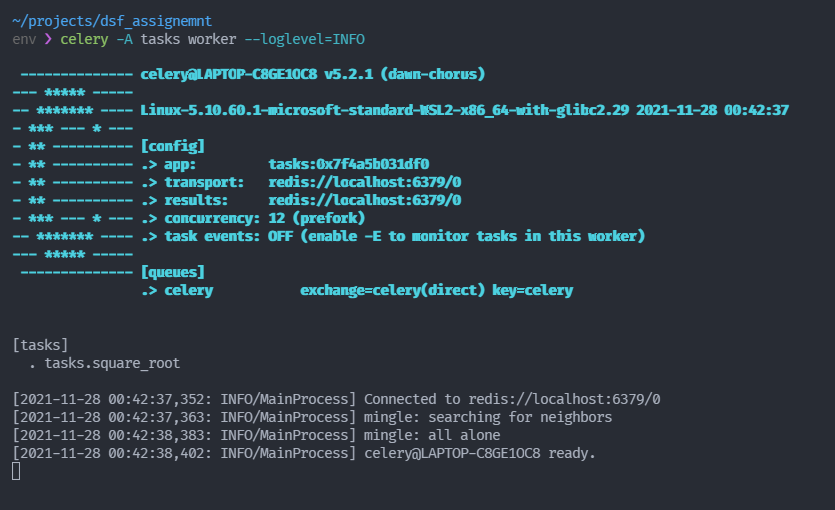 ~/projects/dsf_assignemnt
env ❯ celery -A tasks worker --loglevel=INFO
 -------------- celery@LAPTOP-C8GE1OC8 v5.2.1 (dawn-chorus)
--- ***** -----
-- ******* ---- Linux-5.10.60.1-microsoft-standard-WSL2-x86_64-with-glibc2.29 2021-11-28 00:42:37
- *** --- * ---
- ** ---------- [config]
- ** ---------- .> app:         tasks:0x7f4a5b031df0
- ** ---------- .> transport:   redis://localhost:6379/0
- ** ---------- .> results:     redis://localhost:6379/0
- *** --- * --- .> concurrency: 12 (prefork)
-- ******* ---- .> task events: OFF (enable -E to monitor tasks in this worker)
--- ***** -----
 -------------- [queues]
                .> celery           exchange=celery(direct) key=celery
[tasks]
  . tasks.square_root
[2021-11-28 00:42:37,352: INFO/MainProcess] Connected to redis://localhost:6379/0
[2021-11-28 00:42:37,363: INFO/MainProcess] mingle: searching for neighbors
[2021-11-28 00:42:38,383: INFO/MainProcess] mingle: all alone
[2021-11-28 00:42:38,402: INFO/MainProcess] celery@LAPTOP-C8GE1OC8 ready.